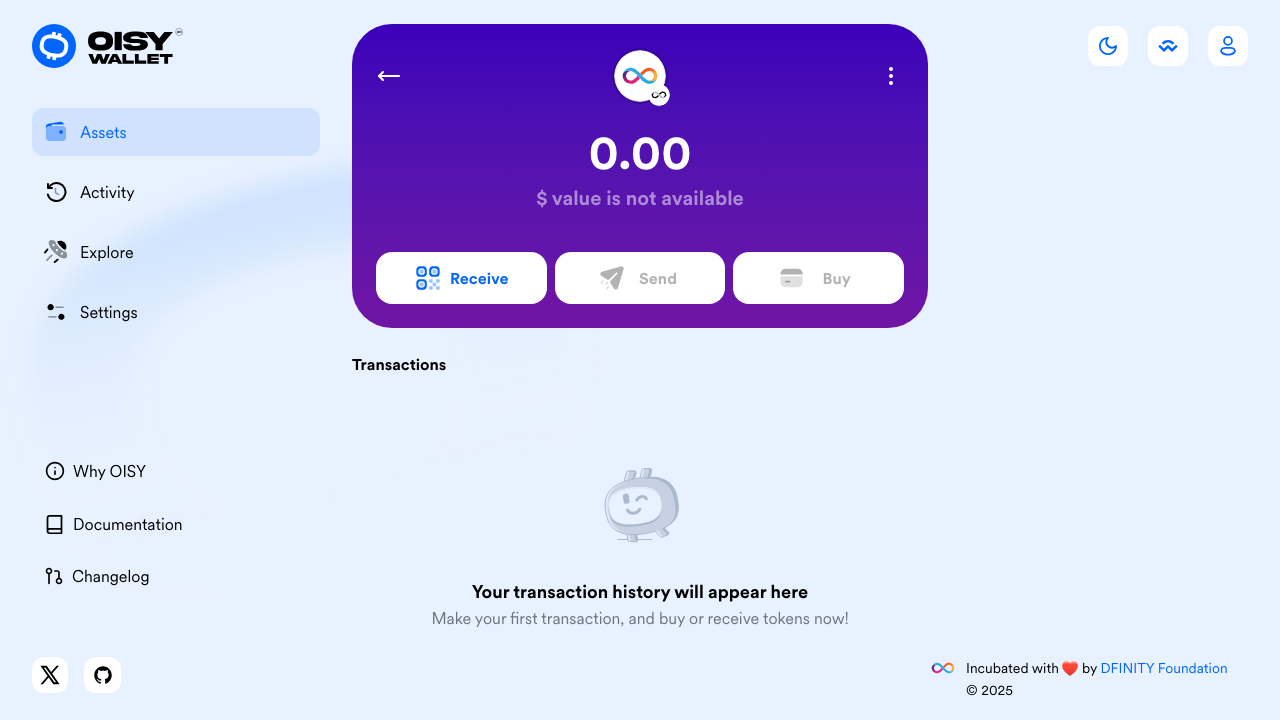 OISY
WALLET
Assets
Activity
Explore
Settings
Why OISY
Documentation
Changelog
0.00
$ value is not available
Receive
Send
Buy
Transactions
Your transaction history will appear here
Make your first transaction, and buy or receive tokens now!
Incubated with ❤️ by DFINITY Foundation
© 2025